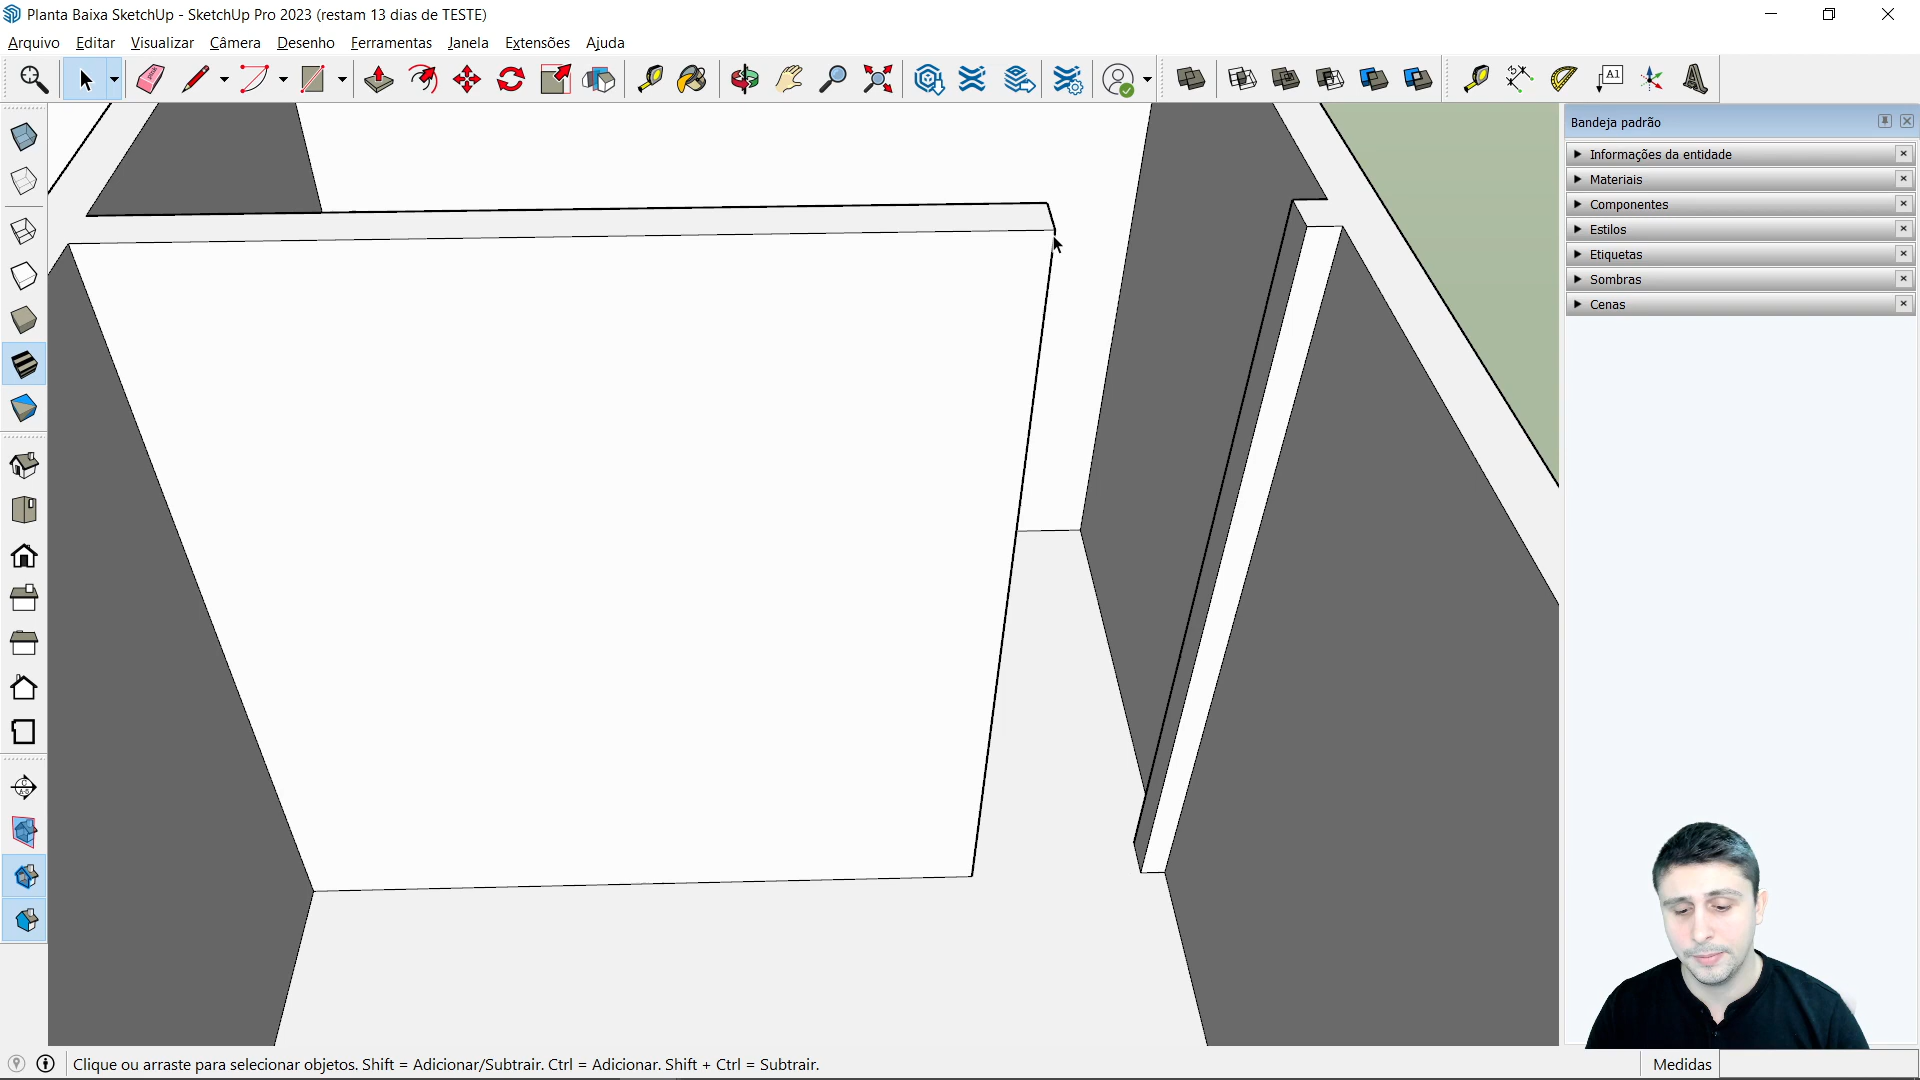 Planta Baixa SketchUp - SketchUp Pro 2023 (restam 13 dias de TESTE)
Arquivo Editar Visualizar Câmera Desenho Ferramentas Janela Extensões Ajuda
A1
Bandeja padrão
Informações da entidade
Materiais
Componentes
Estilos
Etiquetas
Sombras
Cenas
Clique ou arraste para selecionar objetos. Shift = Adicionar/Subtrair. Ctrl = Adicionar. Shift + Ctrl = Subtrair.
Medidas